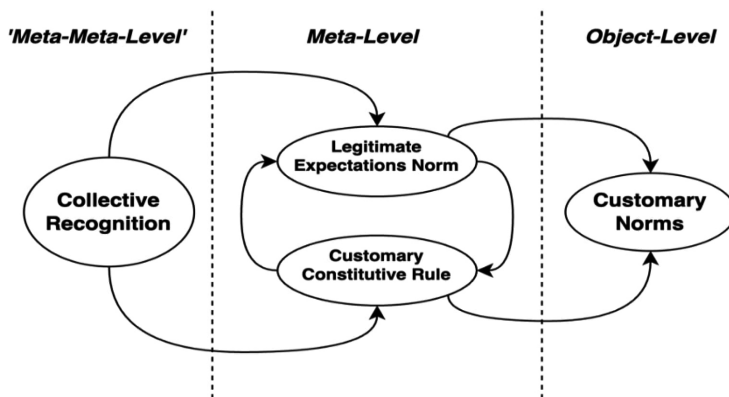 'Meta-Meta-Level'
Meta-Level
Object-Level
Legitimate
Expectations Norm
Collective
Recognition
Customary
Norms
Customary
Constitutive Rule